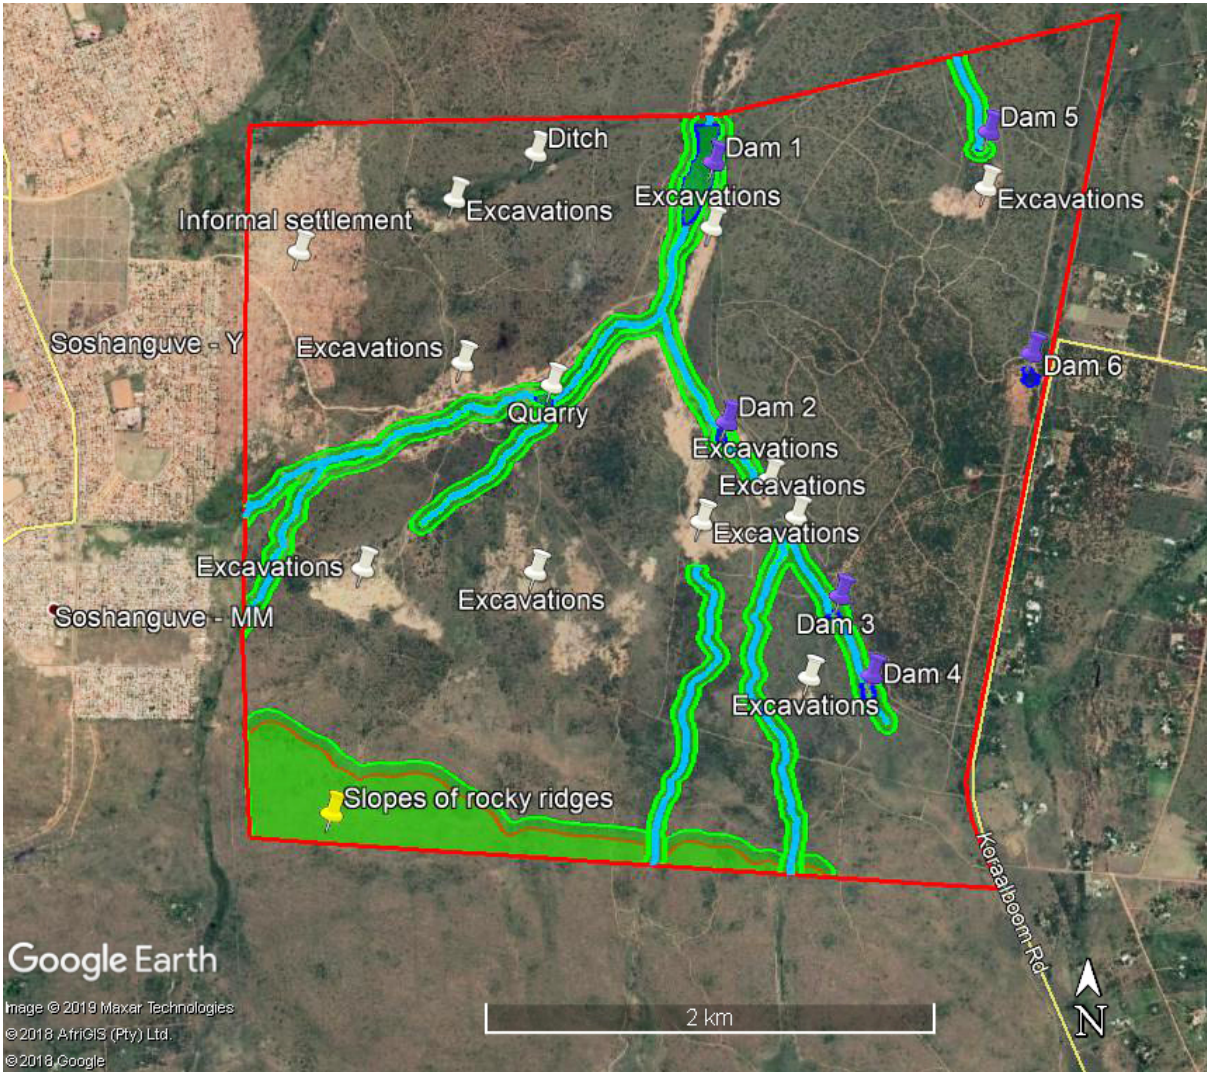 Dam 5
Ditch
Dam 1
Excavations
Excavations
Excavations
Informal settlement
Soshanguve - Y
Excavations
Dam 6
Quarry
Dam 2
Excavations
Excavations
Excavations
Excavations
Excavations
Soshanguve - MM
Dam 3
Dam 4
Excavations
Slopes of rocky ridges
Koraalboom Rd
Google Earth
Image © 2019 Maxar Technologies
© 2018 AfriGIS (Pty) Ltd.
© 2018 Google
2 km
N